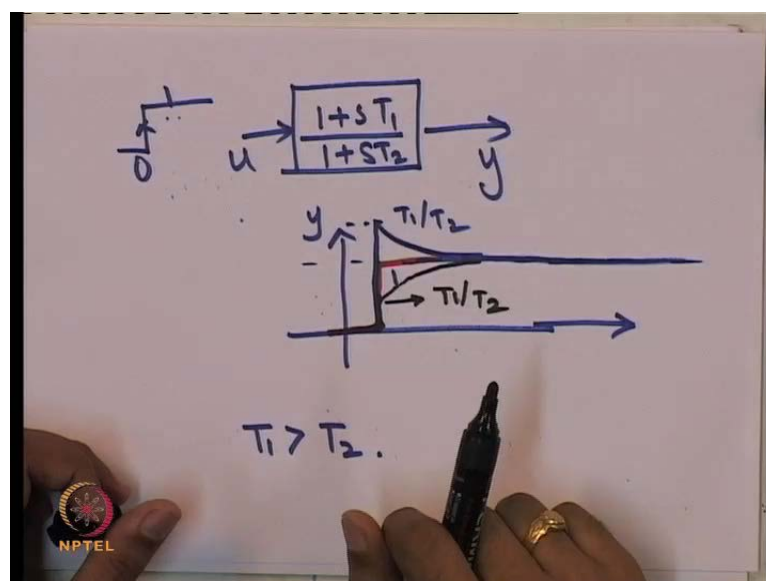 1
0
u
1+ST₁
1+ST₂
y
y
T₁/T₂
1
T₁/T₂
T₁ > T₂.
NPTEL